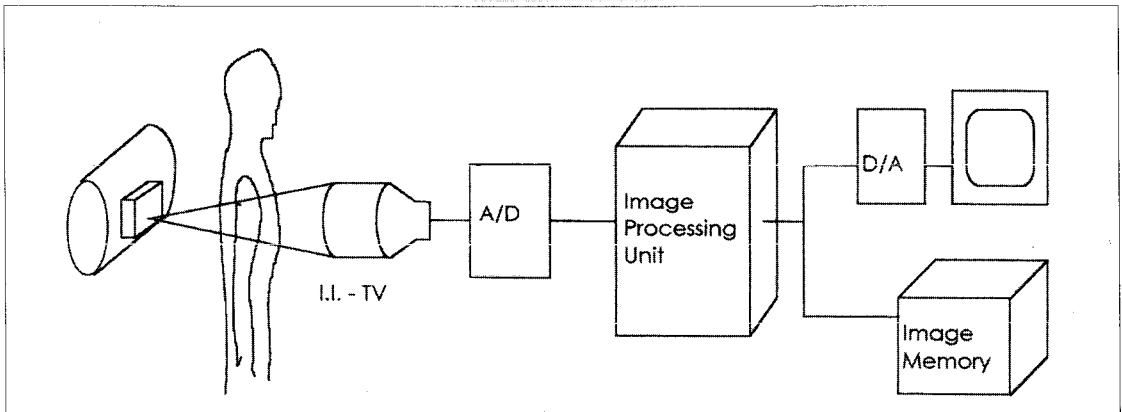 I.I. - TV
A/D
Image
Processing
Unit
D/A
Image
Memory